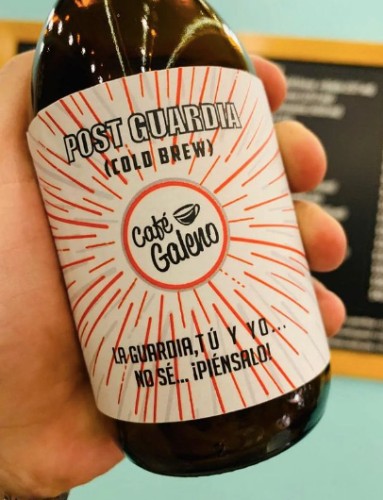 POST GUARDIA
(COLD BREW)
Café
Galeno
LA GUARDIA, TÚ Y YO...
NO SÉ... ¡PIÉNSALO!